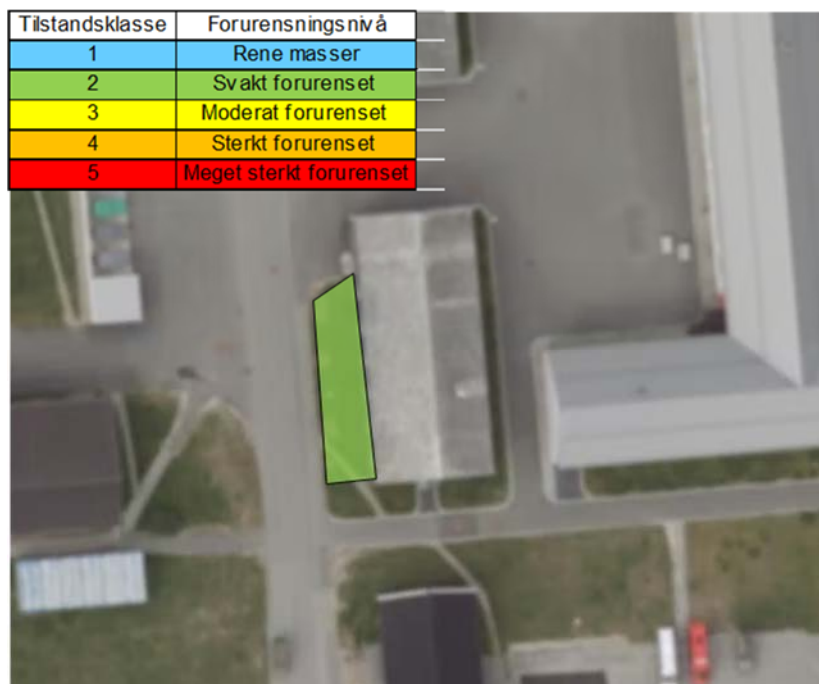 Tilstandsklasse Forurensningsnivå
1 Rene masser
2 Svakt forurenset
3 Moderat forurenset
4 Sterkt forurenset
5 Meget sterkt forurenset